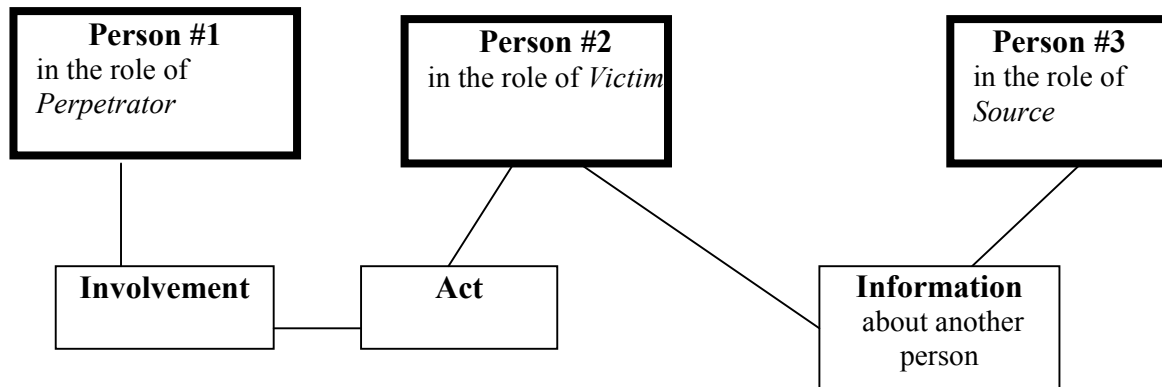 Person #1
in the role of
Perpetrator
Person #2
in the role of Victim
Person #3
in the role of
Source
Involvement
Act
Information
about another
person